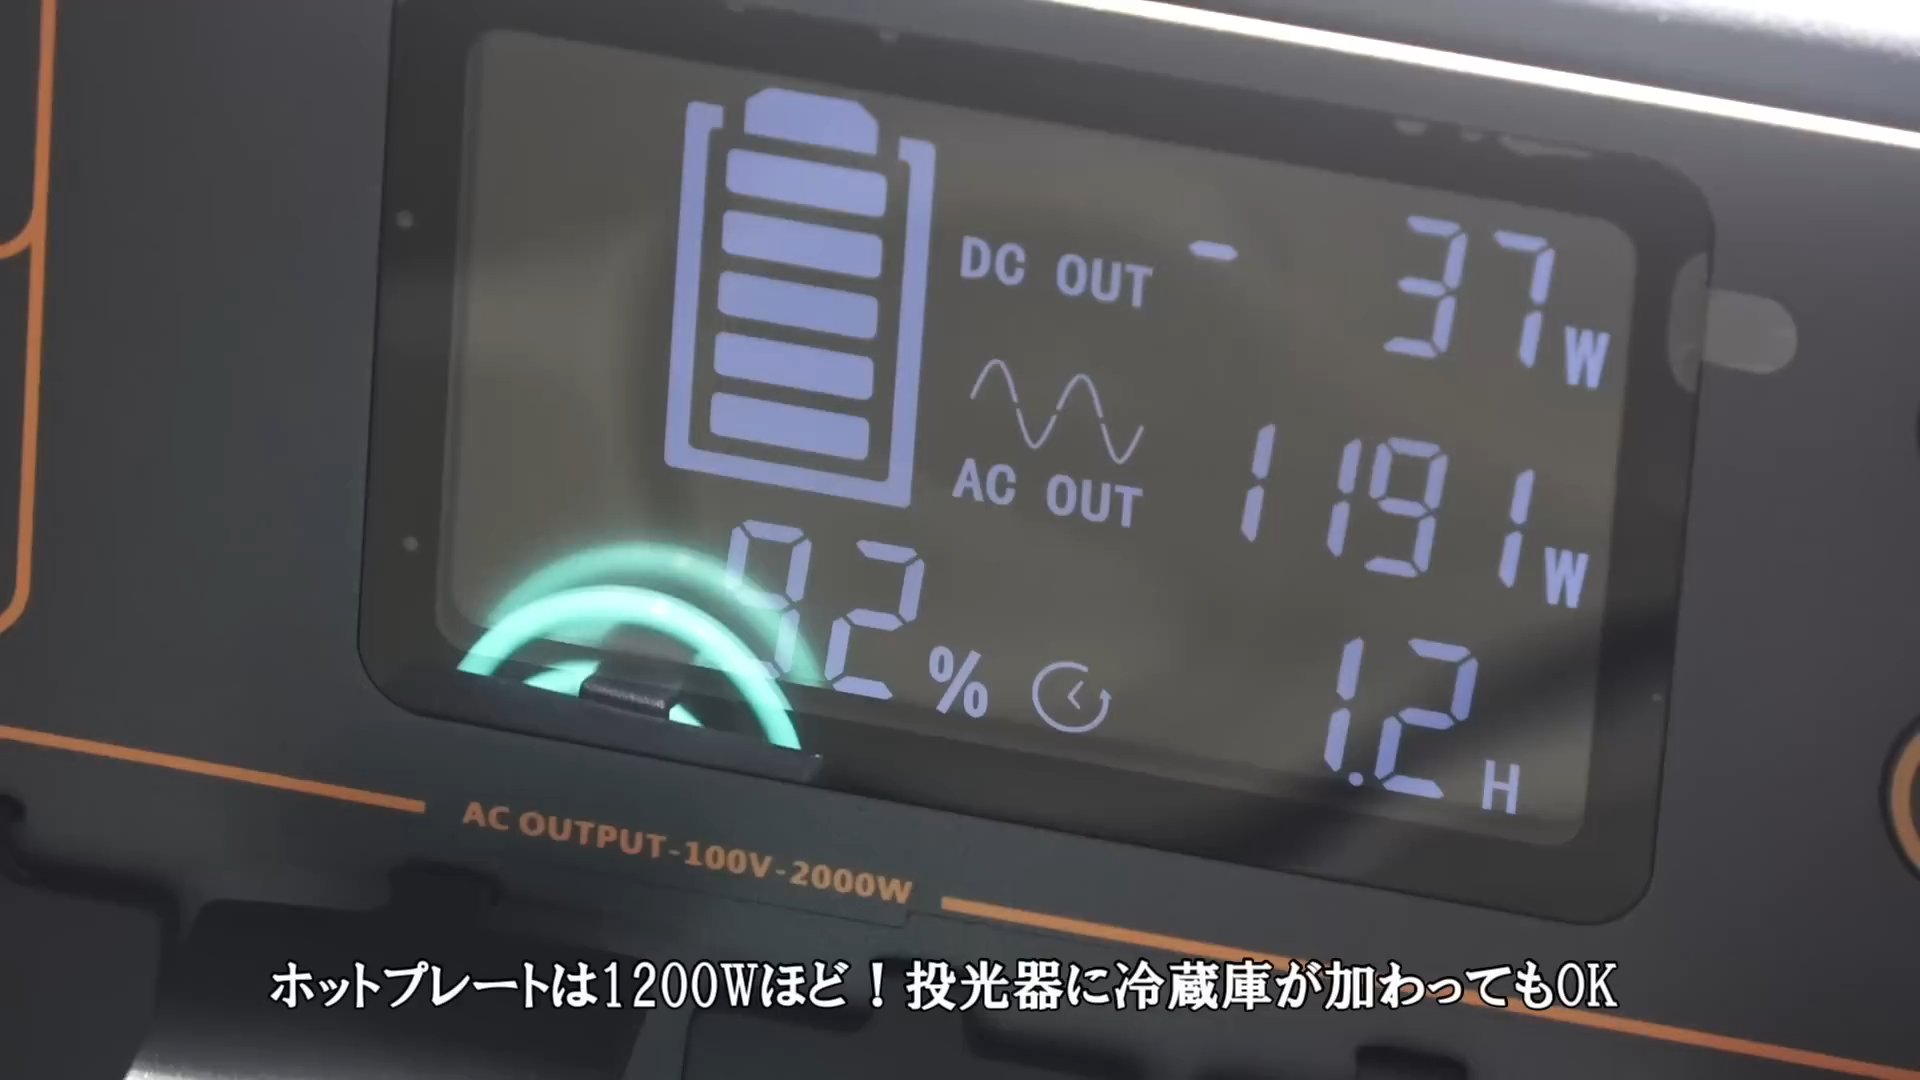 DC OUT - 37W
AC OUT 1191W
92% 1.2H
AC OUTPUT-100V-2000W
ホットプレートは1200Wほど！投光器に冷蔵庫が加わってもOK